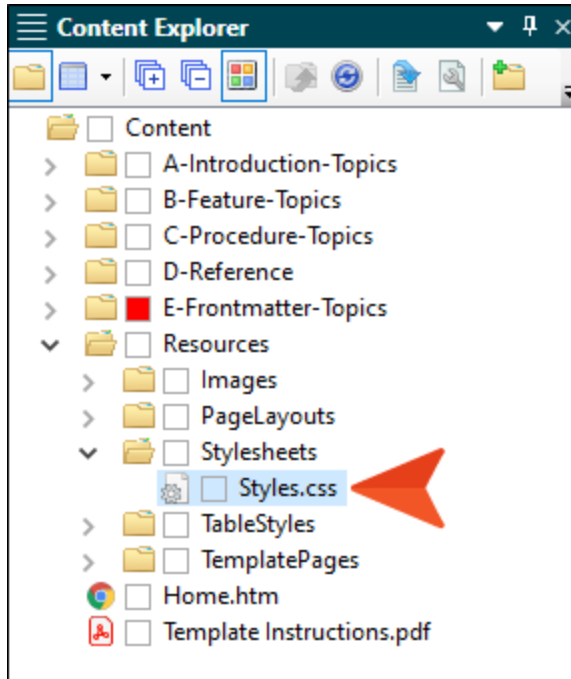 Content Explorer
Content
A-Introduction-Topics
B-Feature-Topics
C-Procedure-Topics
D-Reference
E-Frontmatter-Topics
Resources
Images
PageLayouts
Stylesheets
Styles.css
TableStyles
TemplatePages
Home.htm
Template Instructions.pdf